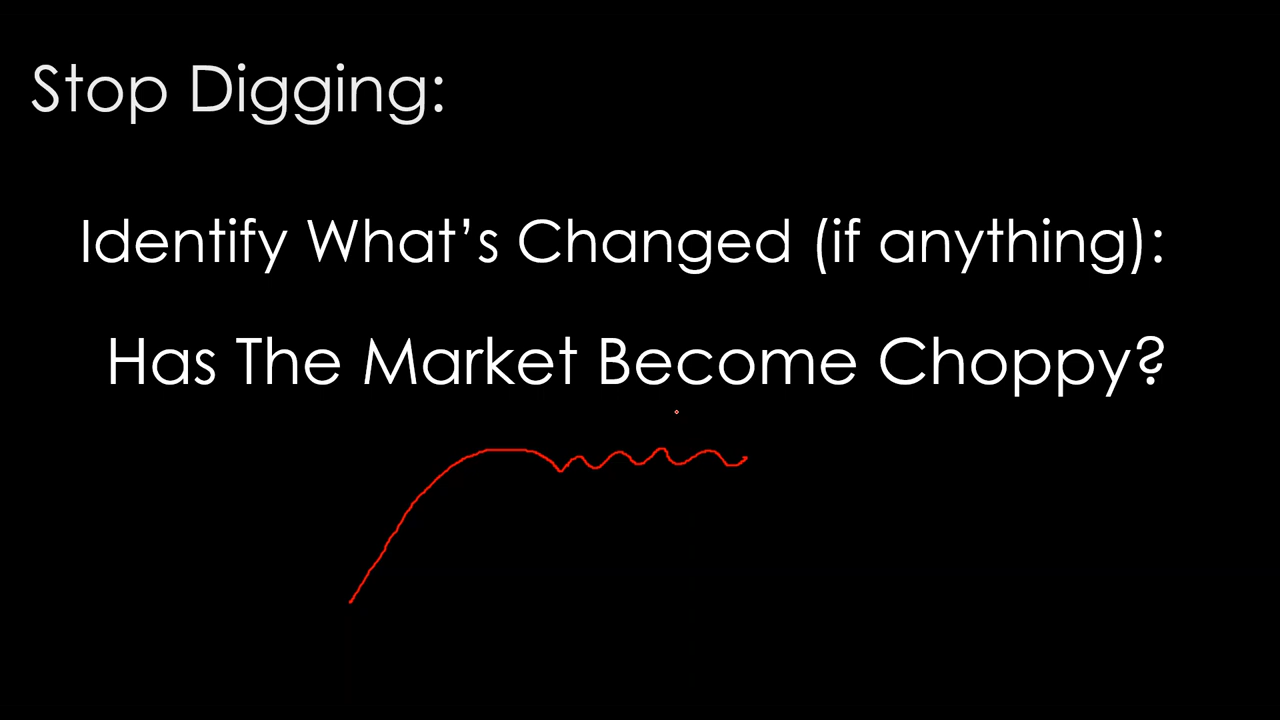 Stop Digging:
Identify What’s Changed (if anything):
Has The Market Become Choppy?